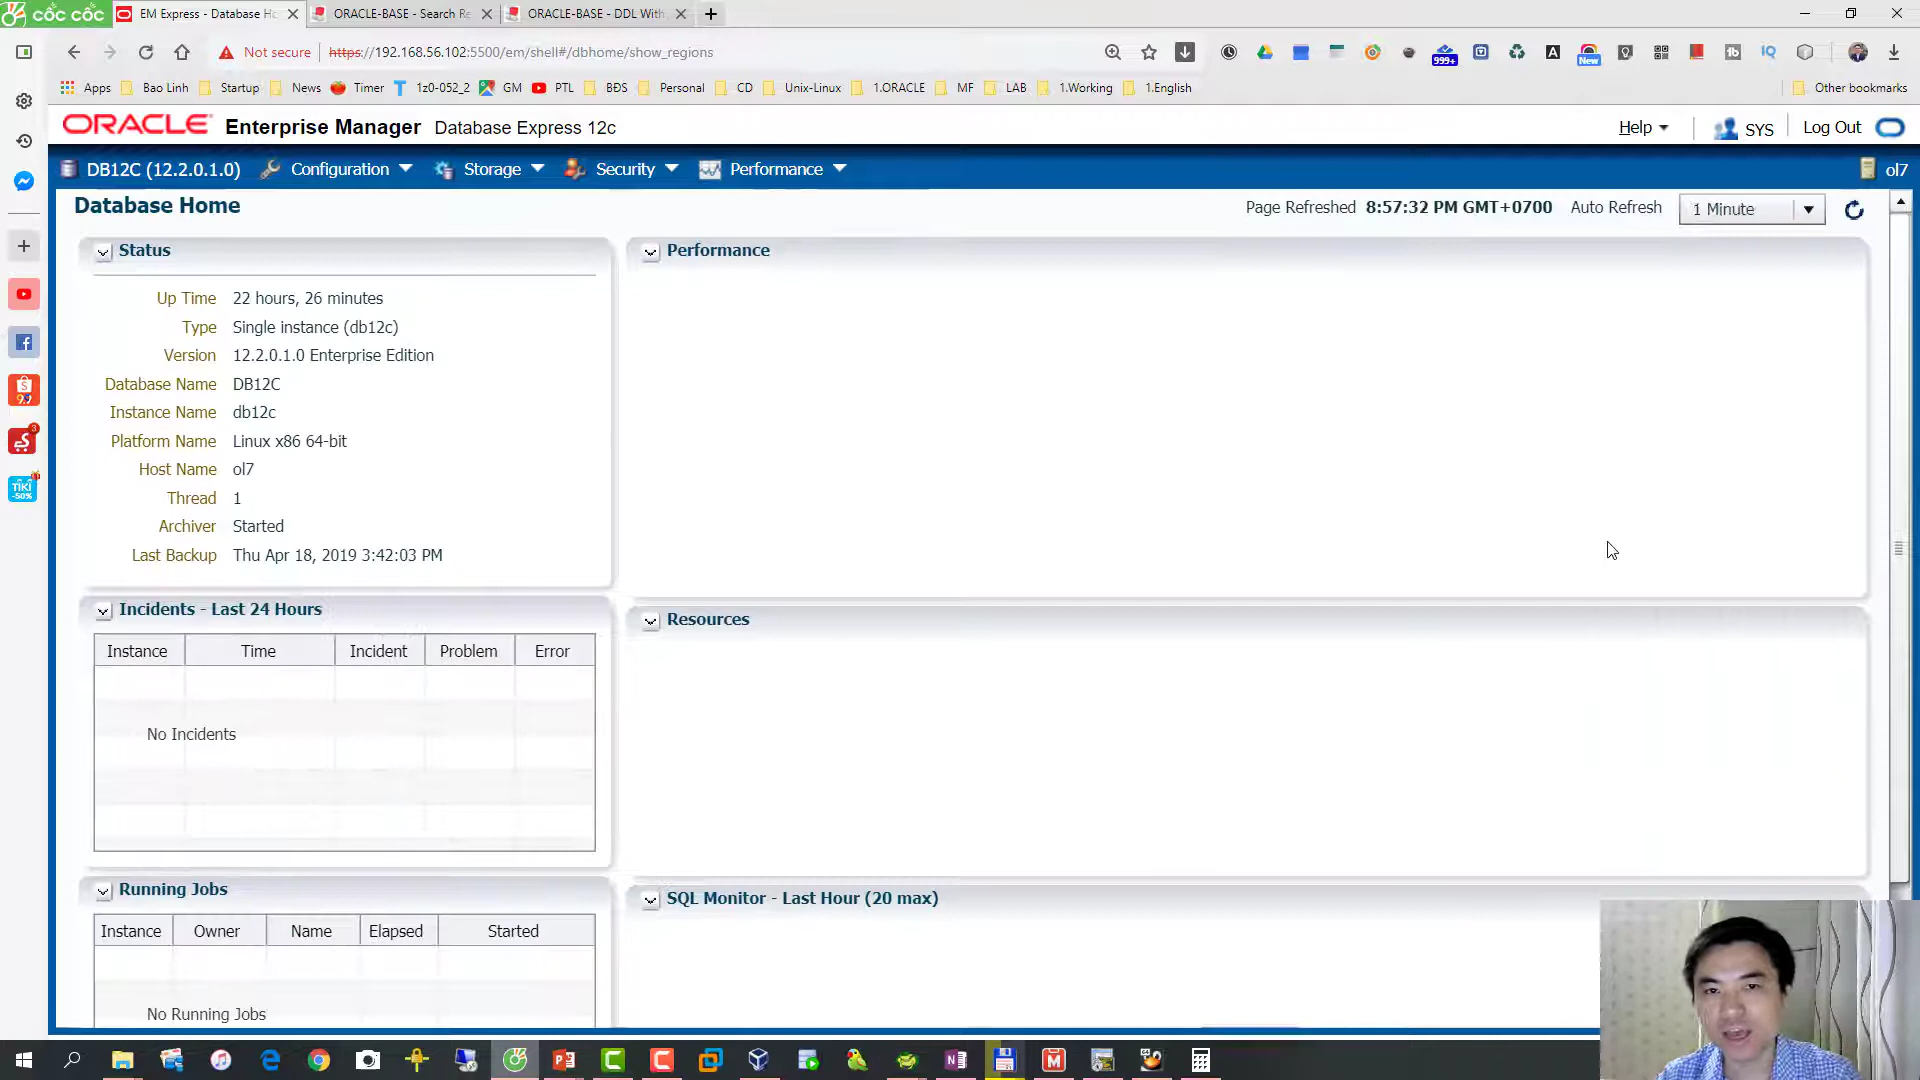 cốc cốc
EM Express - Database Ho
ORACLE-BASE - Search Re
ORACLE-BASE - DDL With
Not secure
https://192.168.56.102:5500/em/shell#/dbhome/show_regions
999+
New
Apps
Bao Linh
Startup
News
Timer
1z0-052_2
GM
PTL
BĐS
Personal
CD
Unix-Linux
1.ORACLE
MF
LAB
1.Working
1.English
Other bookmarks
ORACLE Enterprise Manager Database Express 12c
Help
SYS
Log Out
DB12C (12.2.0.1.0)
Configuration
Storage
Security
Performance
ol7
Database Home
Page Refreshed 8:57:32 PM GMT+0700
Auto Refresh
1 Minute
Status
Up Time 22 hours, 26 minutes
Type Single instance (db12c)
Version 12.2.0.1.0 Enterprise Edition
Database Name DB12C
Instance Name db12c
Platform Name Linux x86 64-bit
Host Name ol7
Thread 1
Archiver Started
Last Backup Thu Apr 18, 2019 3:42:03 PM
Performance
Incidents - Last 24 Hours
Instance Time Incident Problem Error
No Incidents
Resources
Running Jobs
Instance Owner Name Elapsed Started
No Running Jobs
SQL Monitor - Last Hour (20 max)
9.9
3
TIKI
-50%